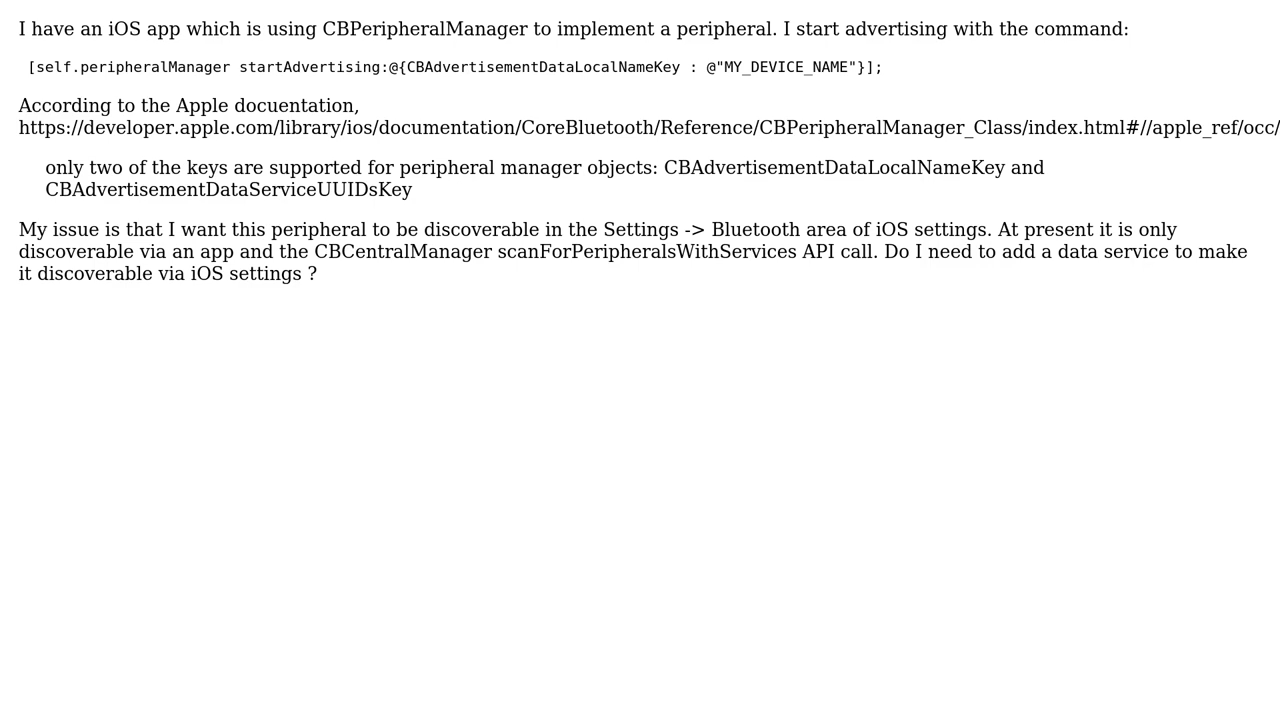 I have an iOS app which is using CBPeripheralManager to implement a peripheral. I start advertising with the command:
[self.peripheralManager startAdvertising:@{CBAdvertisementDataLocalNameKey : @"MY_DEVICE_NAME"}];
According to the Apple docuentation,
https://developer.apple.com/library/ios/documentation/CoreBluetooth/Reference/CBPeripheralManager_Class/index.html#//apple_ref/occ/
only two of the keys are supported for peripheral manager objects: CBAdvertisementDataLocalNameKey and
CBAdvertisementDataServiceUUIDsKey
My issue is that I want this peripheral to be discoverable in the Settings -> Bluetooth area of iOS settings. At present it is only
discoverable via an app and the CBCentralManager scanForPeripheralsWithServices API call. Do I need to add a data service to make
it discoverable via iOS settings ?